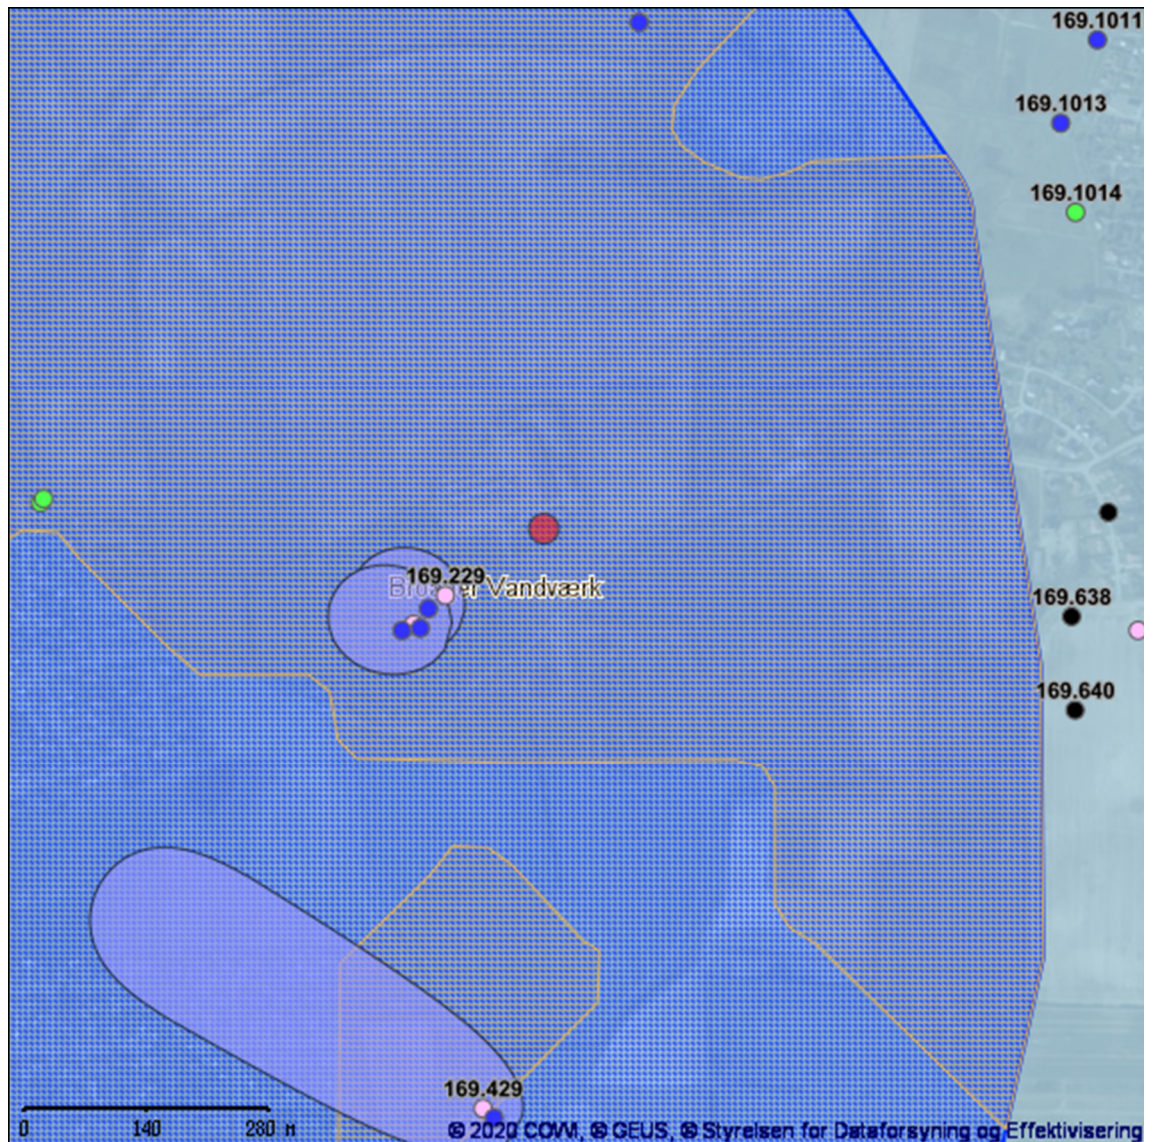 169.1011
169.1013
169.1014
169.229
Vandværk
169.638
169.640
169.429
0 140 280 M
© 2020 COWI, © GEUS, © Styrelsen for Dataforsyning og Effektivisering